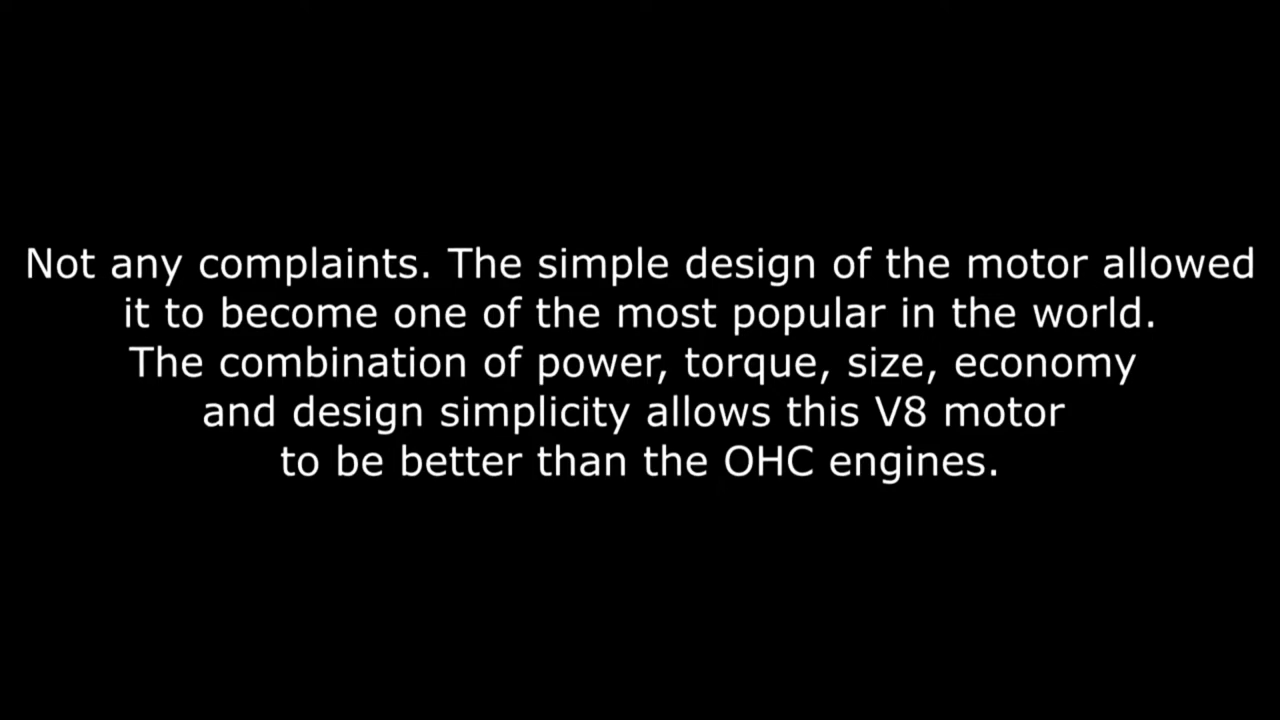 Not any complaints. The simple design of the motor allowed
it to become one of the most popular in the world.
The combination of power, torque, size, economy
and design simplicity allows this V8 motor
to be better than the OHC engines.